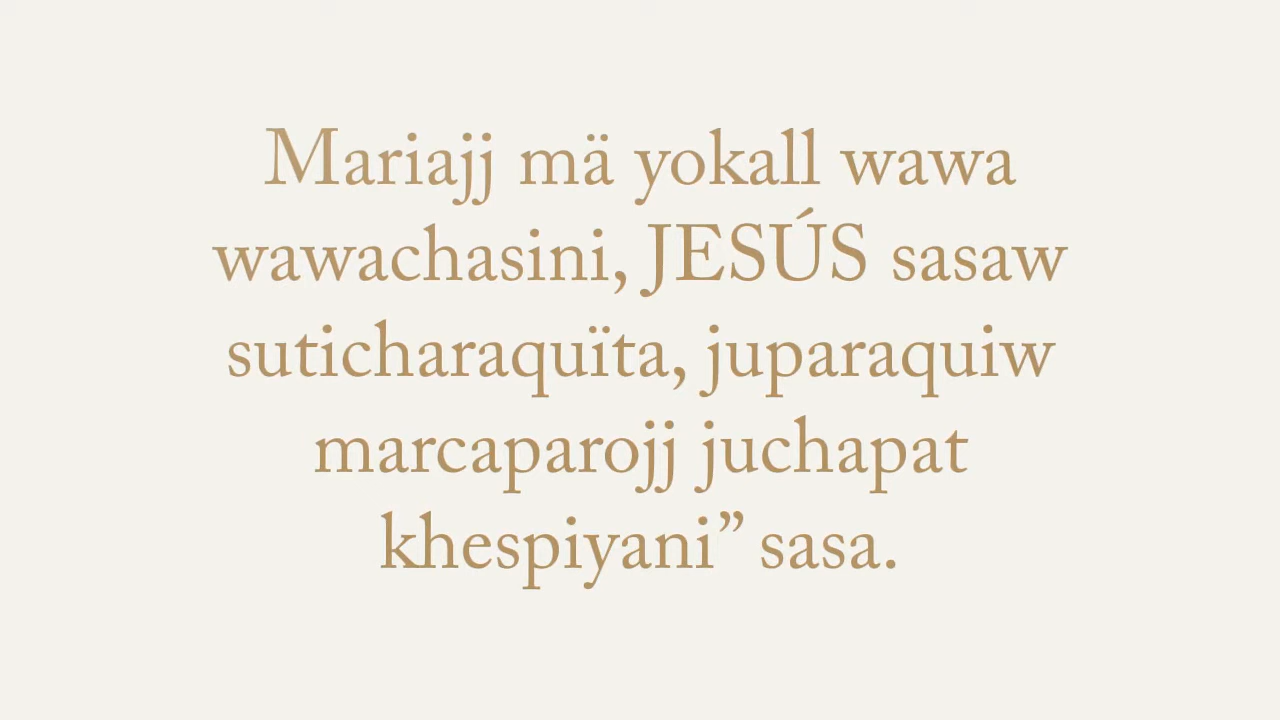 Mariajj mä yokall wawa
wawachasini, JESÚS sasaw
suticharaquïta, juparaquiw
marcaparojj juchapat
khespiyani” sasa.